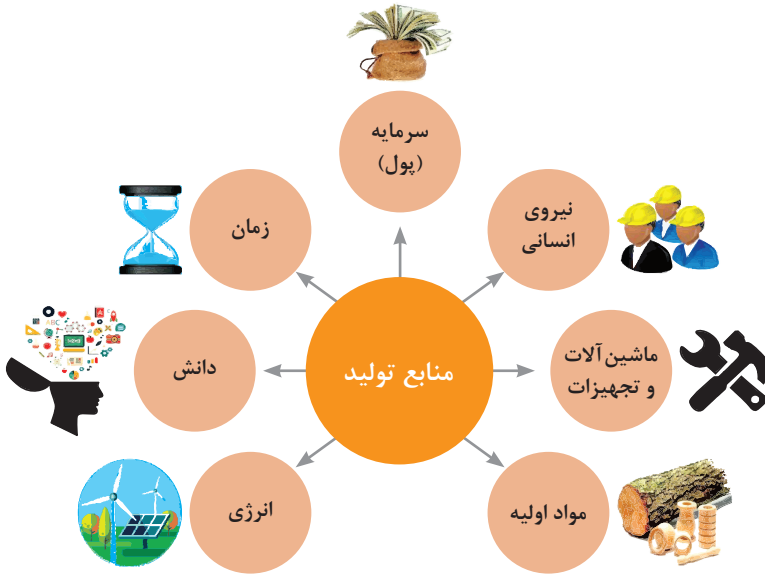 سرمایه
(پول)
نیروی
انسانی
زمان
ماشین‌آلات
و تجهیزات
منابع تولید
دانش
مواد اولیه
انرژی